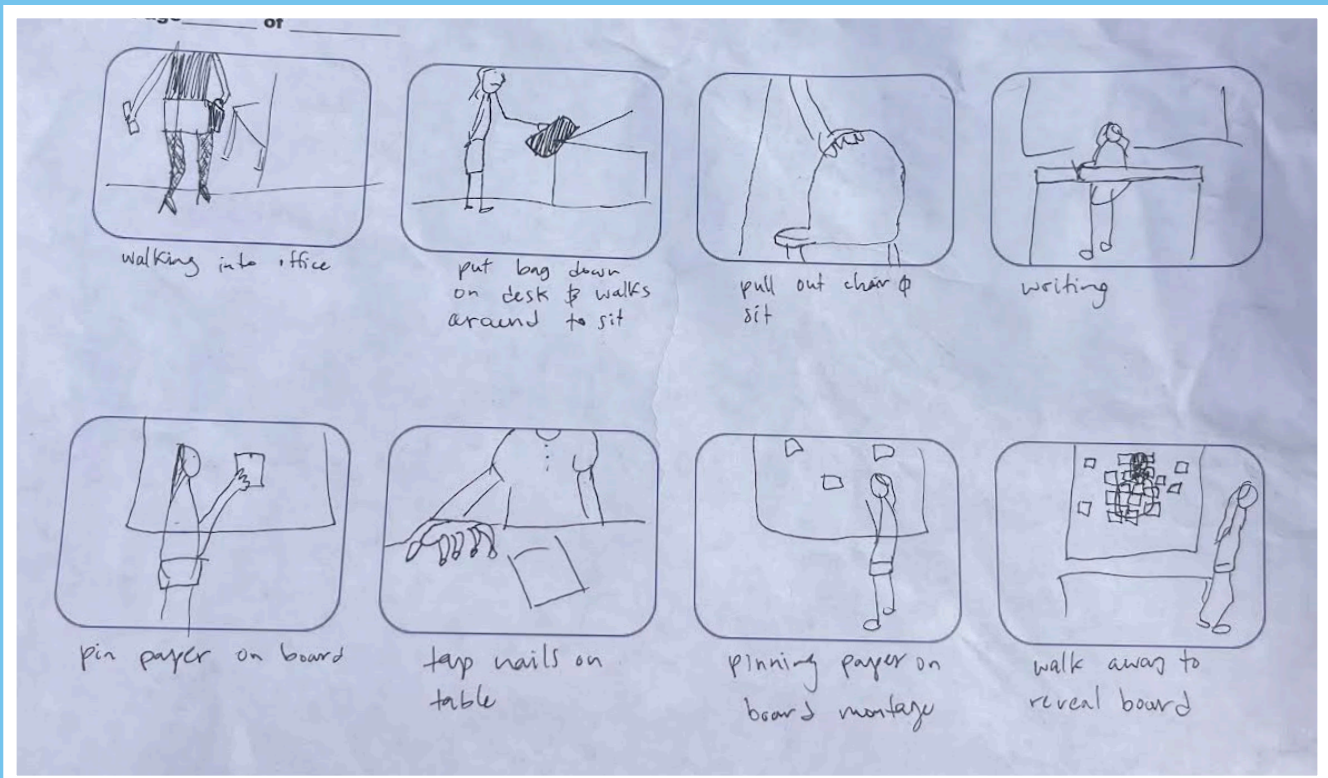 of
walking into office
put bag down
on desk & walks
around to sit
pull out chair &
sit
writing
pin paper on board
tap nails on
table
pinning paper on
board montage
walk away to
reveal board